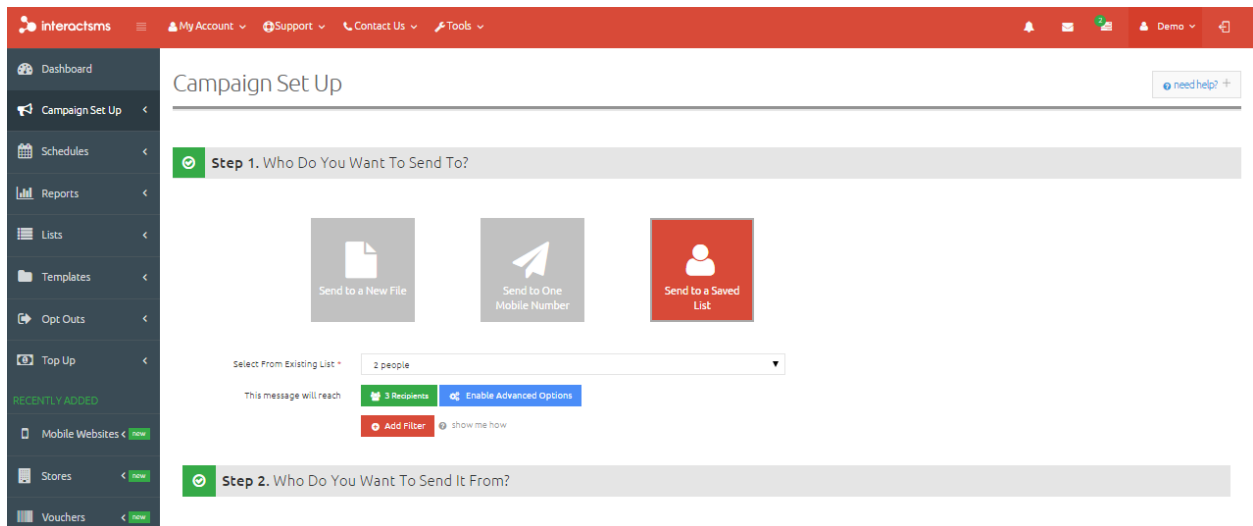 interactsms
My Account
Support
Contact Us
Tools
2
Demo
Dashboard
Campaign Set Up
Schedules
Reports
Lists
Templates
Opt Outs
Top Up
RECENTLY ADDED
Mobile Websites new
Stores new
Vouchers new
Campaign Set Up
need help? +
Step 1. Who Do You Want To Send To?
Send to a New File
Send to One
Mobile Number
Send to a Saved
List
Select From Existing List *
2 people
This message will reach
3 Recipients
Enable Advanced Options
Add Filter
show me how
Step 2. Who Do You Want To Send It From?